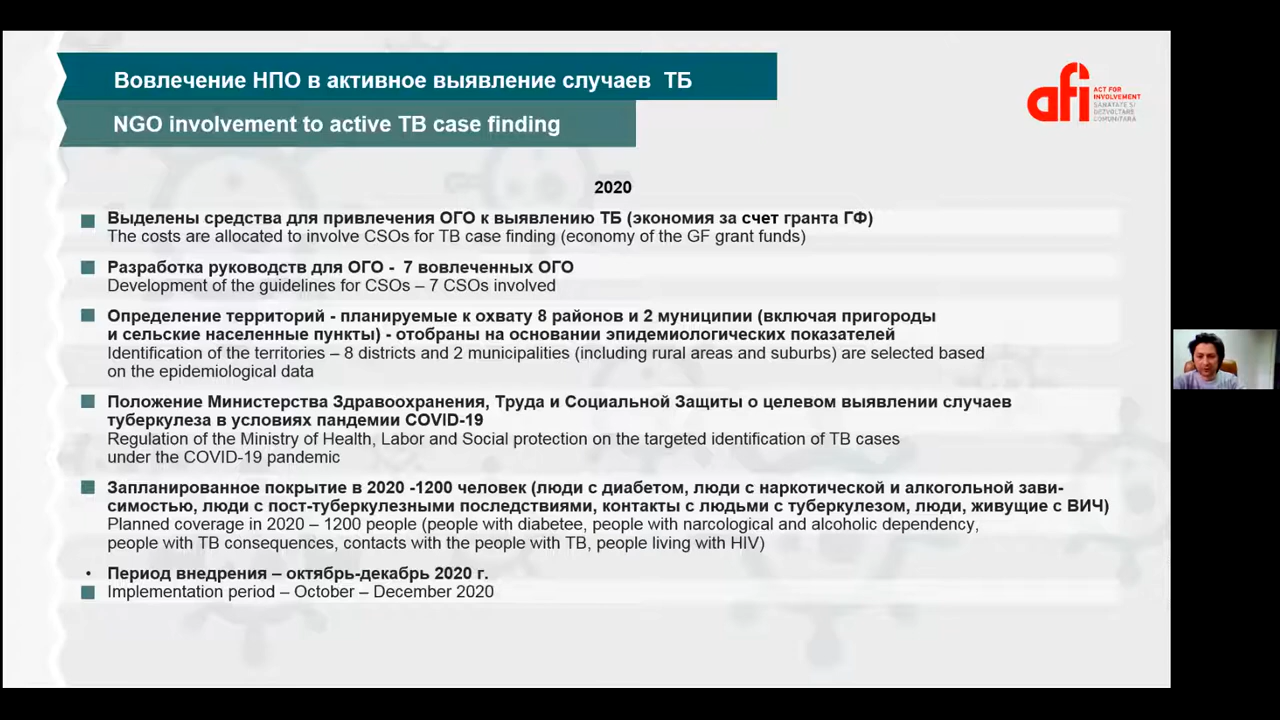 Вовлечение НПО в активное выявление случаев ТБ
NGO involvement to active TB case finding
afi
ACT FOR
INVOLVEMENT
SĂNĂTATE ȘI
DEZVOLTARE
COMUNITARĂ
2020
Выделены средства для привлечения ОГО к выявлению ТБ (экономия за счет гранта ГФ)
The costs are allocated to involve CSOs for TB case finding (economy of the GF grant funds)
Разработка руководств для ОГО - 7 вовлеченных ОГО
Development of the guidelines for CSOs – 7 CSOs involved
Определение территорий - планируемые к охвату 8 районов и 2 муниципии (включая пригороды
и сельские населенные пункты) - отобраны на основании эпидемиологических показателей
Identification of the territories – 8 districts and 2 municipalities (including rural areas and suburbs) are selected based
on the epidemiological data
Положение Министерства Здравоохранения, Труда и Социальной Защиты о целевом выявлении случаев
туберкулеза в условиях пандемии COVID-19
Regulation of the Ministry of Health, Labor and Social protection on the targeted identification of TB cases
under the COVID-19 pandemic
Запланированное покрытие в 2020 -1200 человек (люди с диабетом, люди с наркотической и алкогольной зави-
симостью, люди с пост-туберкулезными последствиями, контакты с людьми с туберкулезом, люди, живущие с ВИЧ)
Planned coverage in 2020 – 1200 people (people with diabetee, people with narcological and alcoholic dependency,
people with TB consequences, contacts with the people with TB, people living with HIV)
Период внедрения – октябрь-декабрь 2020 г.
Implementation period – October – December 2020